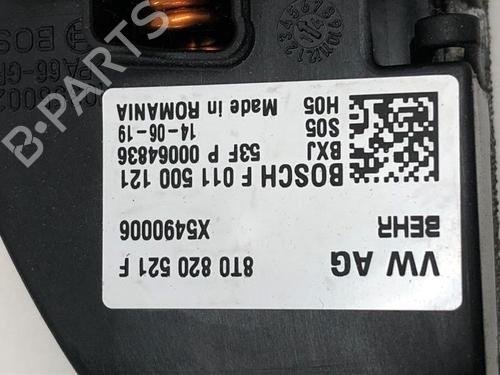 VW AG
BEHR
8T0 820 521 F
X5490006
BOSCH F 011 500 121
BXJ
S05
H05
53F P 00064836
14-06-19
Made in ROMANIA
B-PARTS